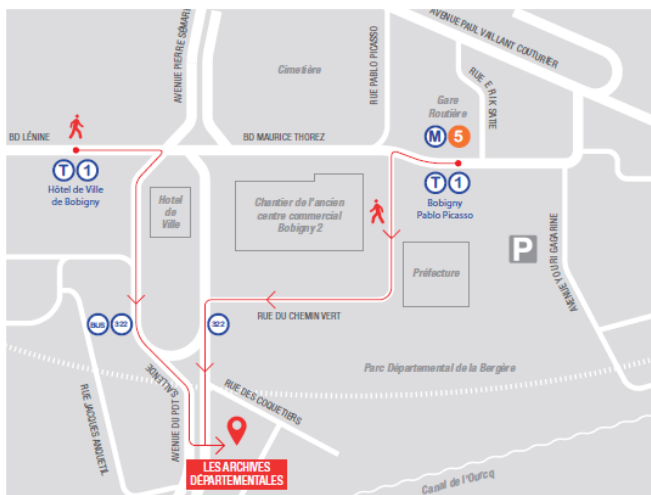 AVENUE PAUL VAILLANT COUTURIER
AVENUE PIERRE SÉMARD
RUE PABLO PICASSO
Cimetière
Gare
Routière
RUE ERIK SATIE
M 5
BD LÉNINE
BD MAURICE THOREZ
T 1
Hôtel de Ville
de Bobigny
T 1
Bobigny
Pablo Picasso
Hotel
de
Ville
Chantier de l'ancien
centre commercial
Bobigny 2
P
AVENUE YOURI GAGARINE
Préfecture
RUE DU CHEMIN VERT
BUS 322
322
Parc Départemental de la Bergère
AVENUE DU PDT SALLENDE
RUE DES COQUETIERS
RUE JACQUES ANQUETIL
LES ARCHIVES
DÉPARTEMENTALES
Canal de l'Ourcq